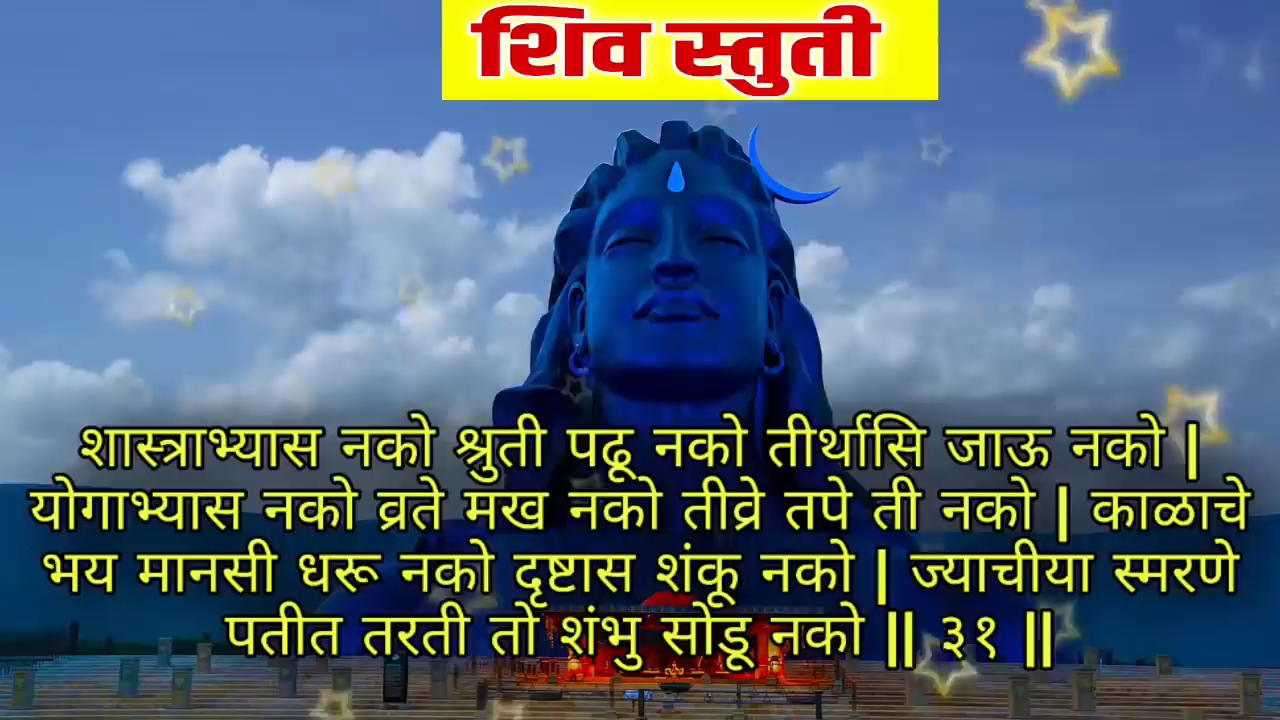 शिव स्तुती
शास्त्राभ्यास नको श्रुती पढू नको तीर्थासि जाऊ नको |
योगाभ्यास नको व्रते मख नको तीव्रे तपे ती नको | काळाचे
भय मानसी धरू नको दृष्टास शंकू नको | ज्याचीया स्मरणे
पतीत तरती तो शंभु सोडू नको || ३१ ||